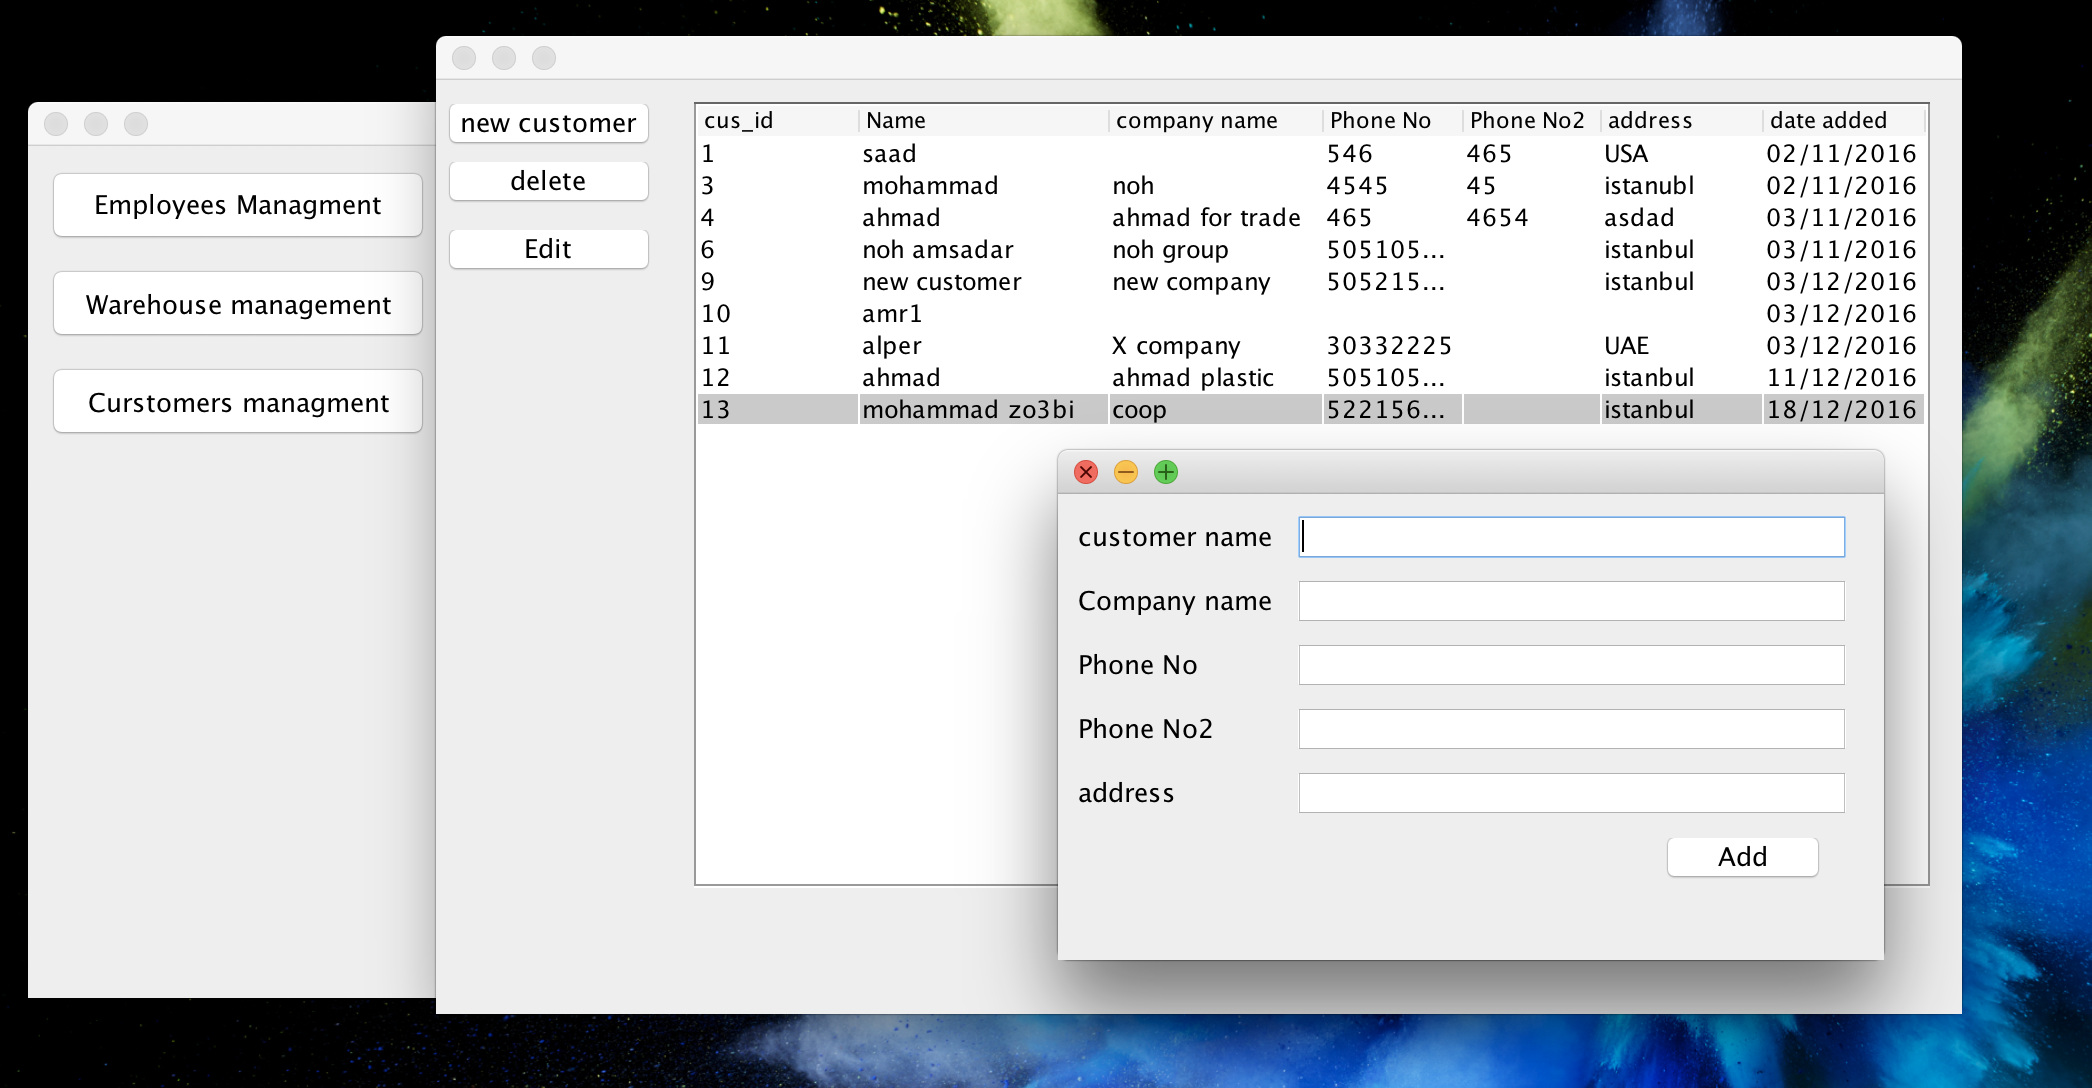 Employees Managment
Warehouse management
Curstomers managment
new customer
delete
Edit
cus_id Name company name Phone No Phone No2 address date added
1 saad 546 465 USA 02/11/2016
3 mohammad noh 4545 45 istanubl 02/11/2016
4 ahmad ahmad for trade 465 4654 asdad 03/11/2016
6 noh amsadar noh group 505105... istanbul 03/11/2016
9 new customer new company 505215... istanbul 03/12/2016
10 amr1 03/12/2016
11 alper X company 30332225 UAE 03/12/2016
12 ahmad ahmad plastic 505105... istanbul 11/12/2016
13 mohammad zo3bi coop 522156... istanbul 18/12/2016
customer name
Company name
Phone No
Phone No2
address
Add